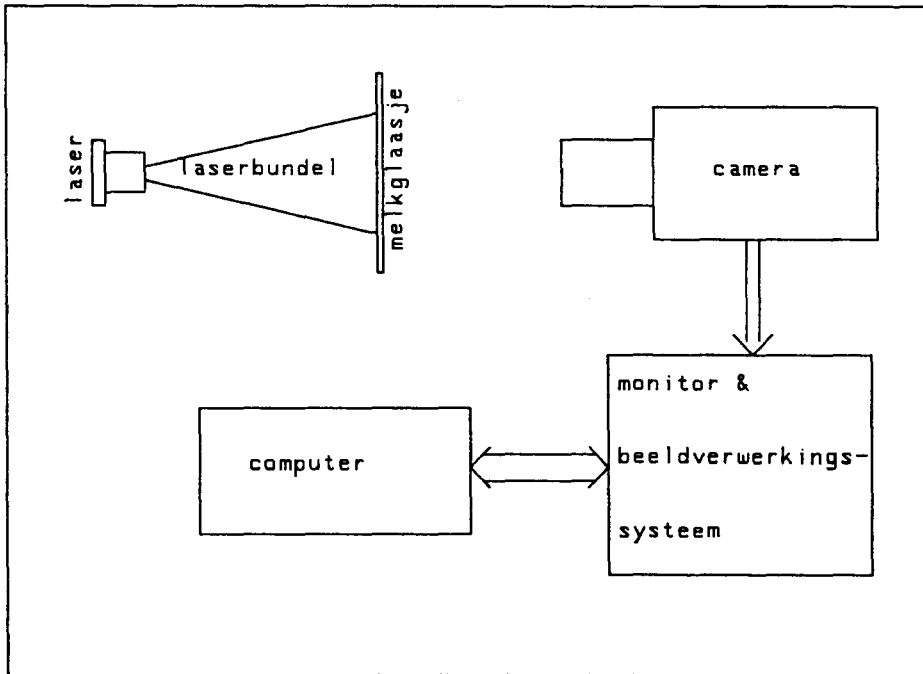 laser
laserbundel
melkglaasje
camera
monitor &
beeldverwerkings-
systeem
computer